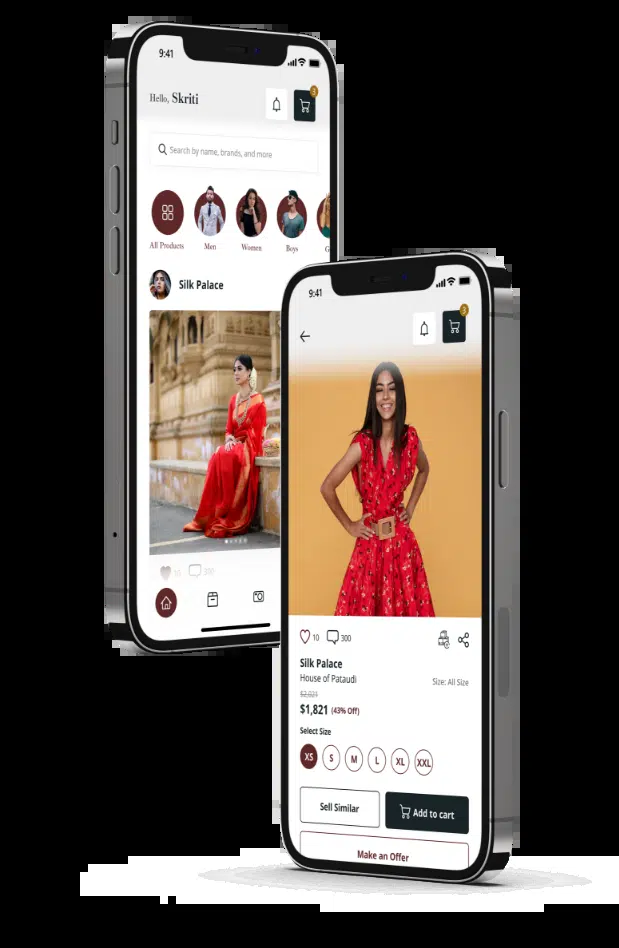 9:41
Hello, Skriti
3
Search by name, brands, and more
All Products
Men
Women
Boys
G
Silk Palace
10
300
9:41
3
10
300
Silk Palace
House of Pataudi
Size: All Size
$2,021
$1,821 (43% Off)
Select Size
XS
S
M
L
XL
XXL
Sell Similar
Add to cart
Make an Offer